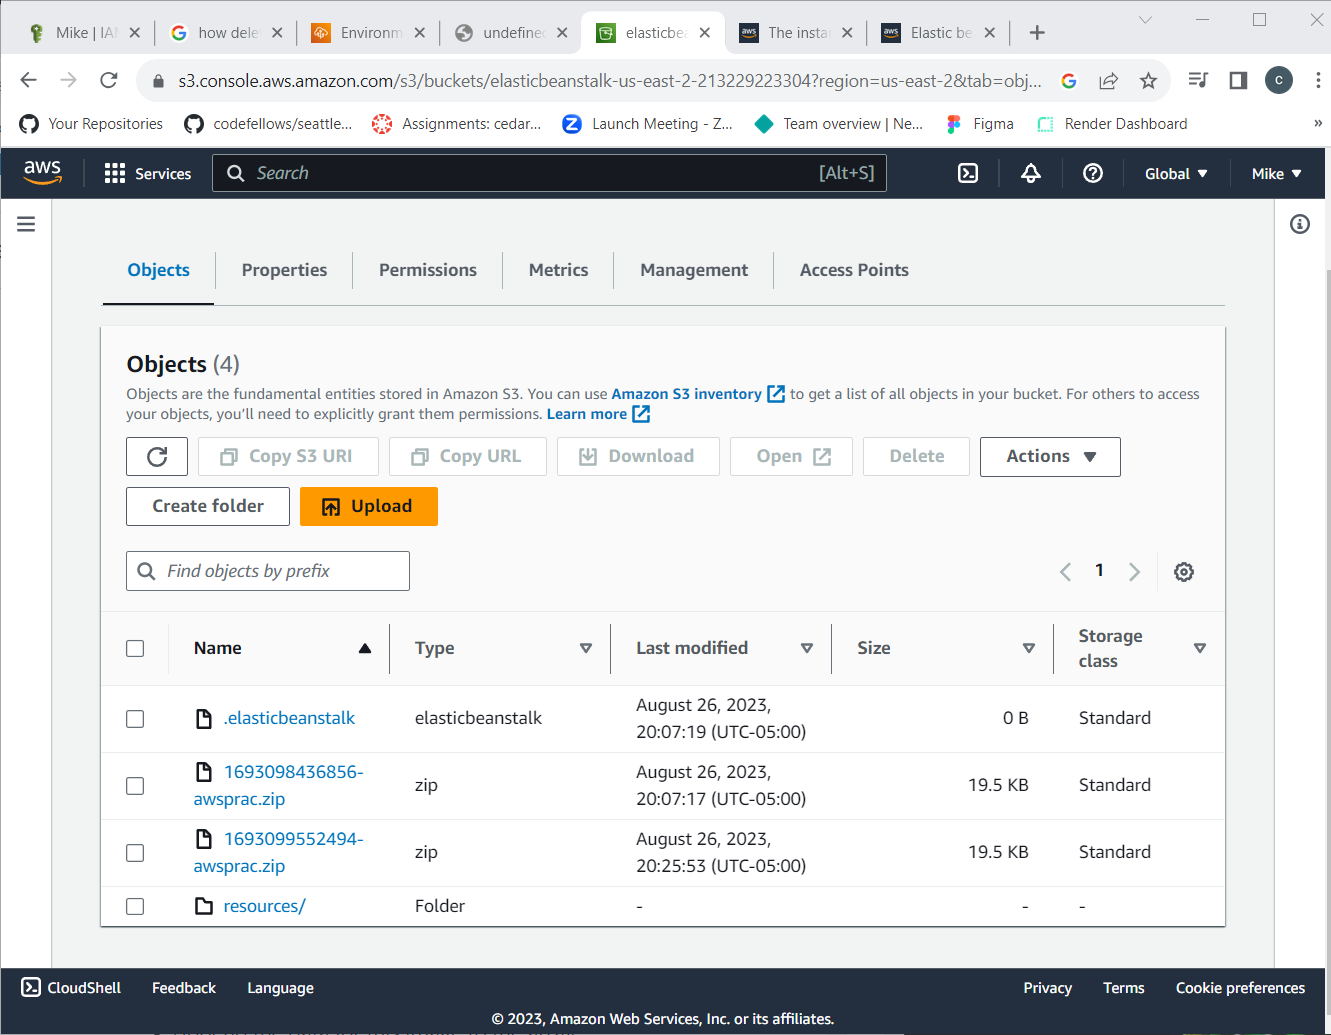 Mike | IAM
how dele
Environm
undefined
elasticbea
The instan
Elastic be
s3.console.aws.amazon.com/s3/buckets/elasticbeanstalk-us-east-2-213229223304?region=us-east-2&tab=obj...
C
Your Repositories
codefellows/seattle...
Assignments: cedar...
Launch Meeting - Z...
Team overview | Ne...
Figma
Render Dashboard
»
aws
Services
Search
[Alt+S]
Global
Mike
Objects
Properties
Permissions
Metrics
Management
Access Points
Objects (4)
Objects are the fundamental entities stored in Amazon S3. You can use Amazon S3 inventory to get a list of all objects in your bucket. For others to access
your objects, you'll need to explicitly grant them permissions. Learn more
Copy S3 URI
Copy URL
Download
Open
Delete
Actions
Create folder
Upload
Find objects by prefix
1
Name
Type
Last modified
Size
Storage
class
.elasticbeanstalk
elasticbeanstalk
August 26, 2023,
20:07:19 (UTC-05:00)
0 B
Standard
1693098436856-
awsprac.zip
zip
August 26, 2023,
20:07:17 (UTC-05:00)
19.5 KB
Standard
1693099552494-
awsprac.zip
zip
August 26, 2023,
20:25:53 (UTC-05:00)
19.5 KB
Standard
resources/
Folder
-
-
-
CloudShell
Feedback
Language
Privacy
Terms
Cookie preferences
© 2023, Amazon Web Services, Inc. or its affiliates.